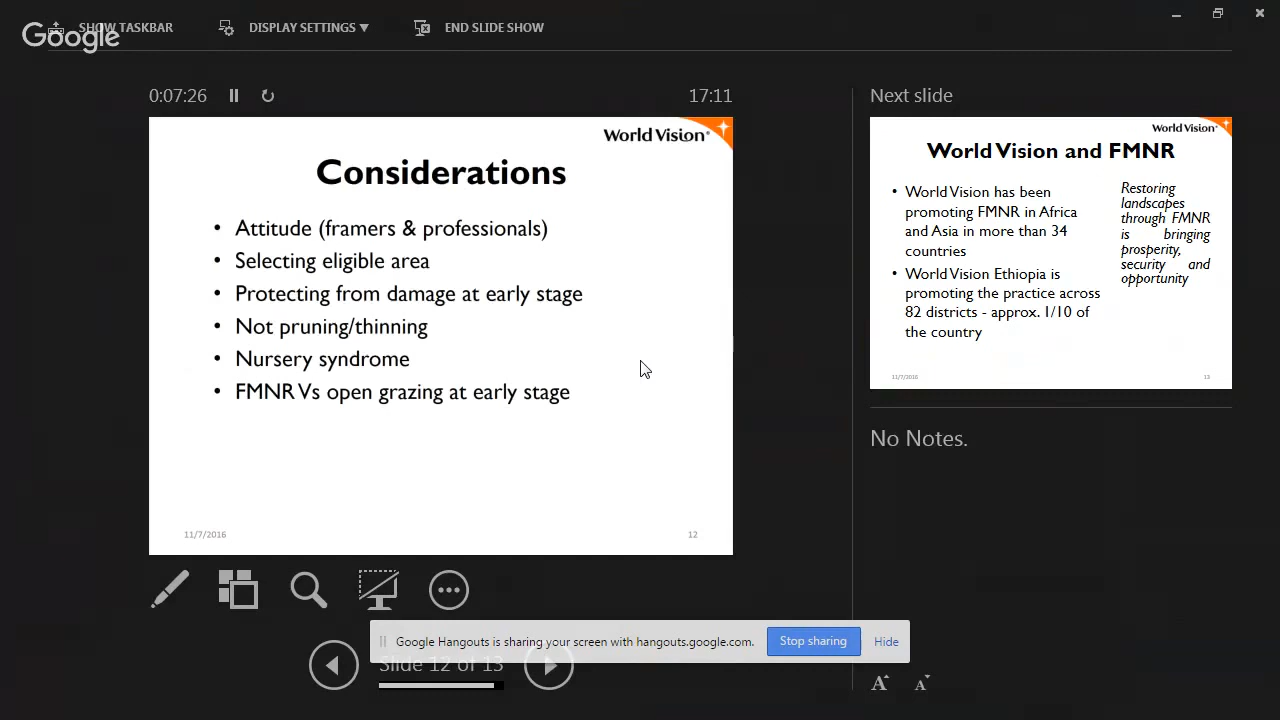 Google
SHOW TASKBAR
DISPLAY SETTINGS ▼
END SLIDE SHOW
0:07:26
17:11
World Vision
Considerations
• Attitude (framers & professionals)
• Selecting eligible area
• Protecting from damage at early stage
• Not pruning/thinning
• Nursery syndrome
• FMNR Vs open grazing at early stage
11/7/2016
12
Next slide
World Vision
World Vision and FMNR
• World Vision has been
promoting FMNR in Africa
and Asia in more than 34
countries
• World Vision Ethiopia is
promoting the practice across
82 districts - approx. 1/10 of
the country
Restoring
landscapes
through FMNR
is bringing
prosperity,
security and
opportunity
11/7/2016
13
No Notes.
Google Hangouts is sharing your screen with hangouts.google.com.
Stop sharing
Hide
Slide 12 of 13
A
A